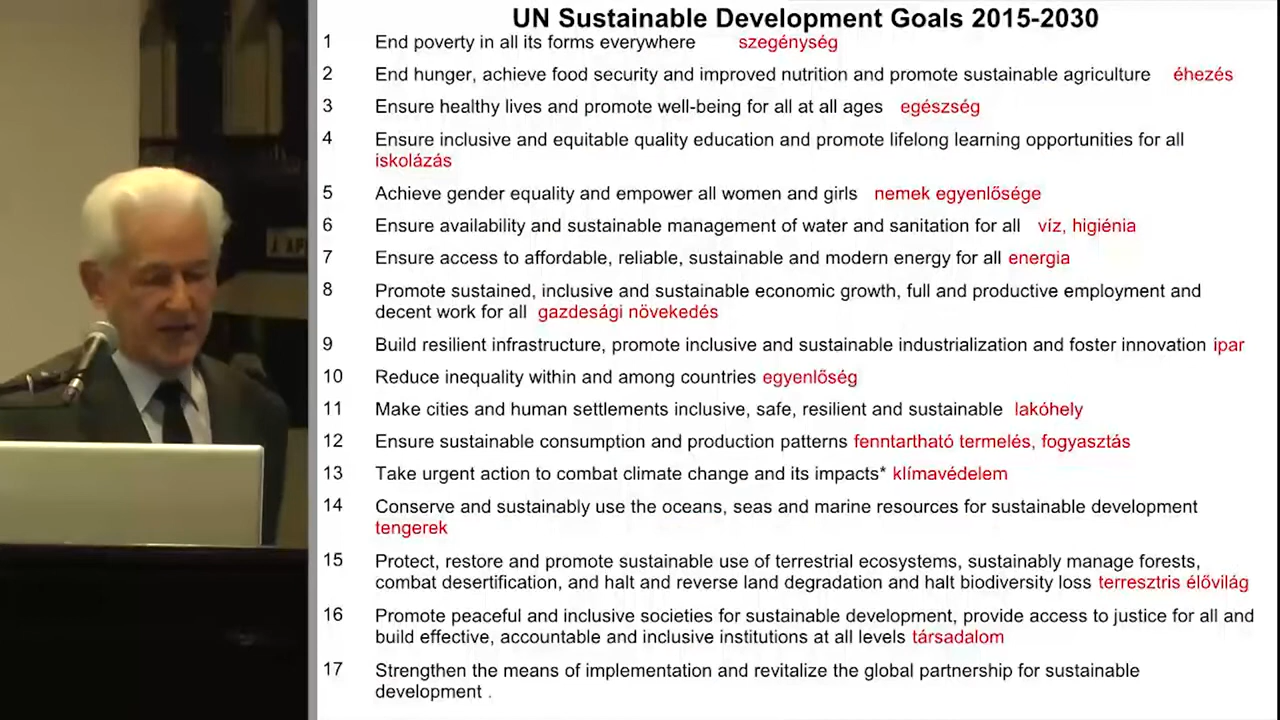 UN Sustainable Development Goals 2015-2030
1 End poverty in all its forms everywhere szegénység
2 End hunger, achieve food security and improved nutrition and promote sustainable agriculture éhezés
3 Ensure healthy lives and promote well-being for all at all ages egészség
4 Ensure inclusive and equitable quality education and promote lifelong learning opportunities for all
iskolázás
5 Achieve gender equality and empower all women and girls nemek egyenlősége
6 Ensure availability and sustainable management of water and sanitation for all víz, higiénia
7 Ensure access to affordable, reliable, sustainable and modern energy for all energia
8 Promote sustained, inclusive and sustainable economic growth, full and productive employment and
decent work for all gazdesági növekedés
9 Build resilient infrastructure, promote inclusive and sustainable industrialization and foster innovation ipar
10 Reduce inequality within and among countries egyenlőség
11 Make cities and human settlements inclusive, safe, resilient and sustainable lakóhely
12 Ensure sustainable consumption and production patterns fenntartható termelés, fogyasztás
13 Take urgent action to combat climate change and its impacts* klímavédelem
14 Conserve and sustainably use the oceans, seas and marine resources for sustainable development
tengerek
15 Protect, restore and promote sustainable use of terrestrial ecosystems, sustainably manage forests,
combat desertification, and halt and reverse land degradation and halt biodiversity loss terresztris élővilág
16 Promote peaceful and inclusive societies for sustainable development, provide access to justice for all and
build effective, accountable and inclusive institutions at all levels társadalom
17 Strengthen the means of implementation and revitalize the global partnership for sustainable
development .